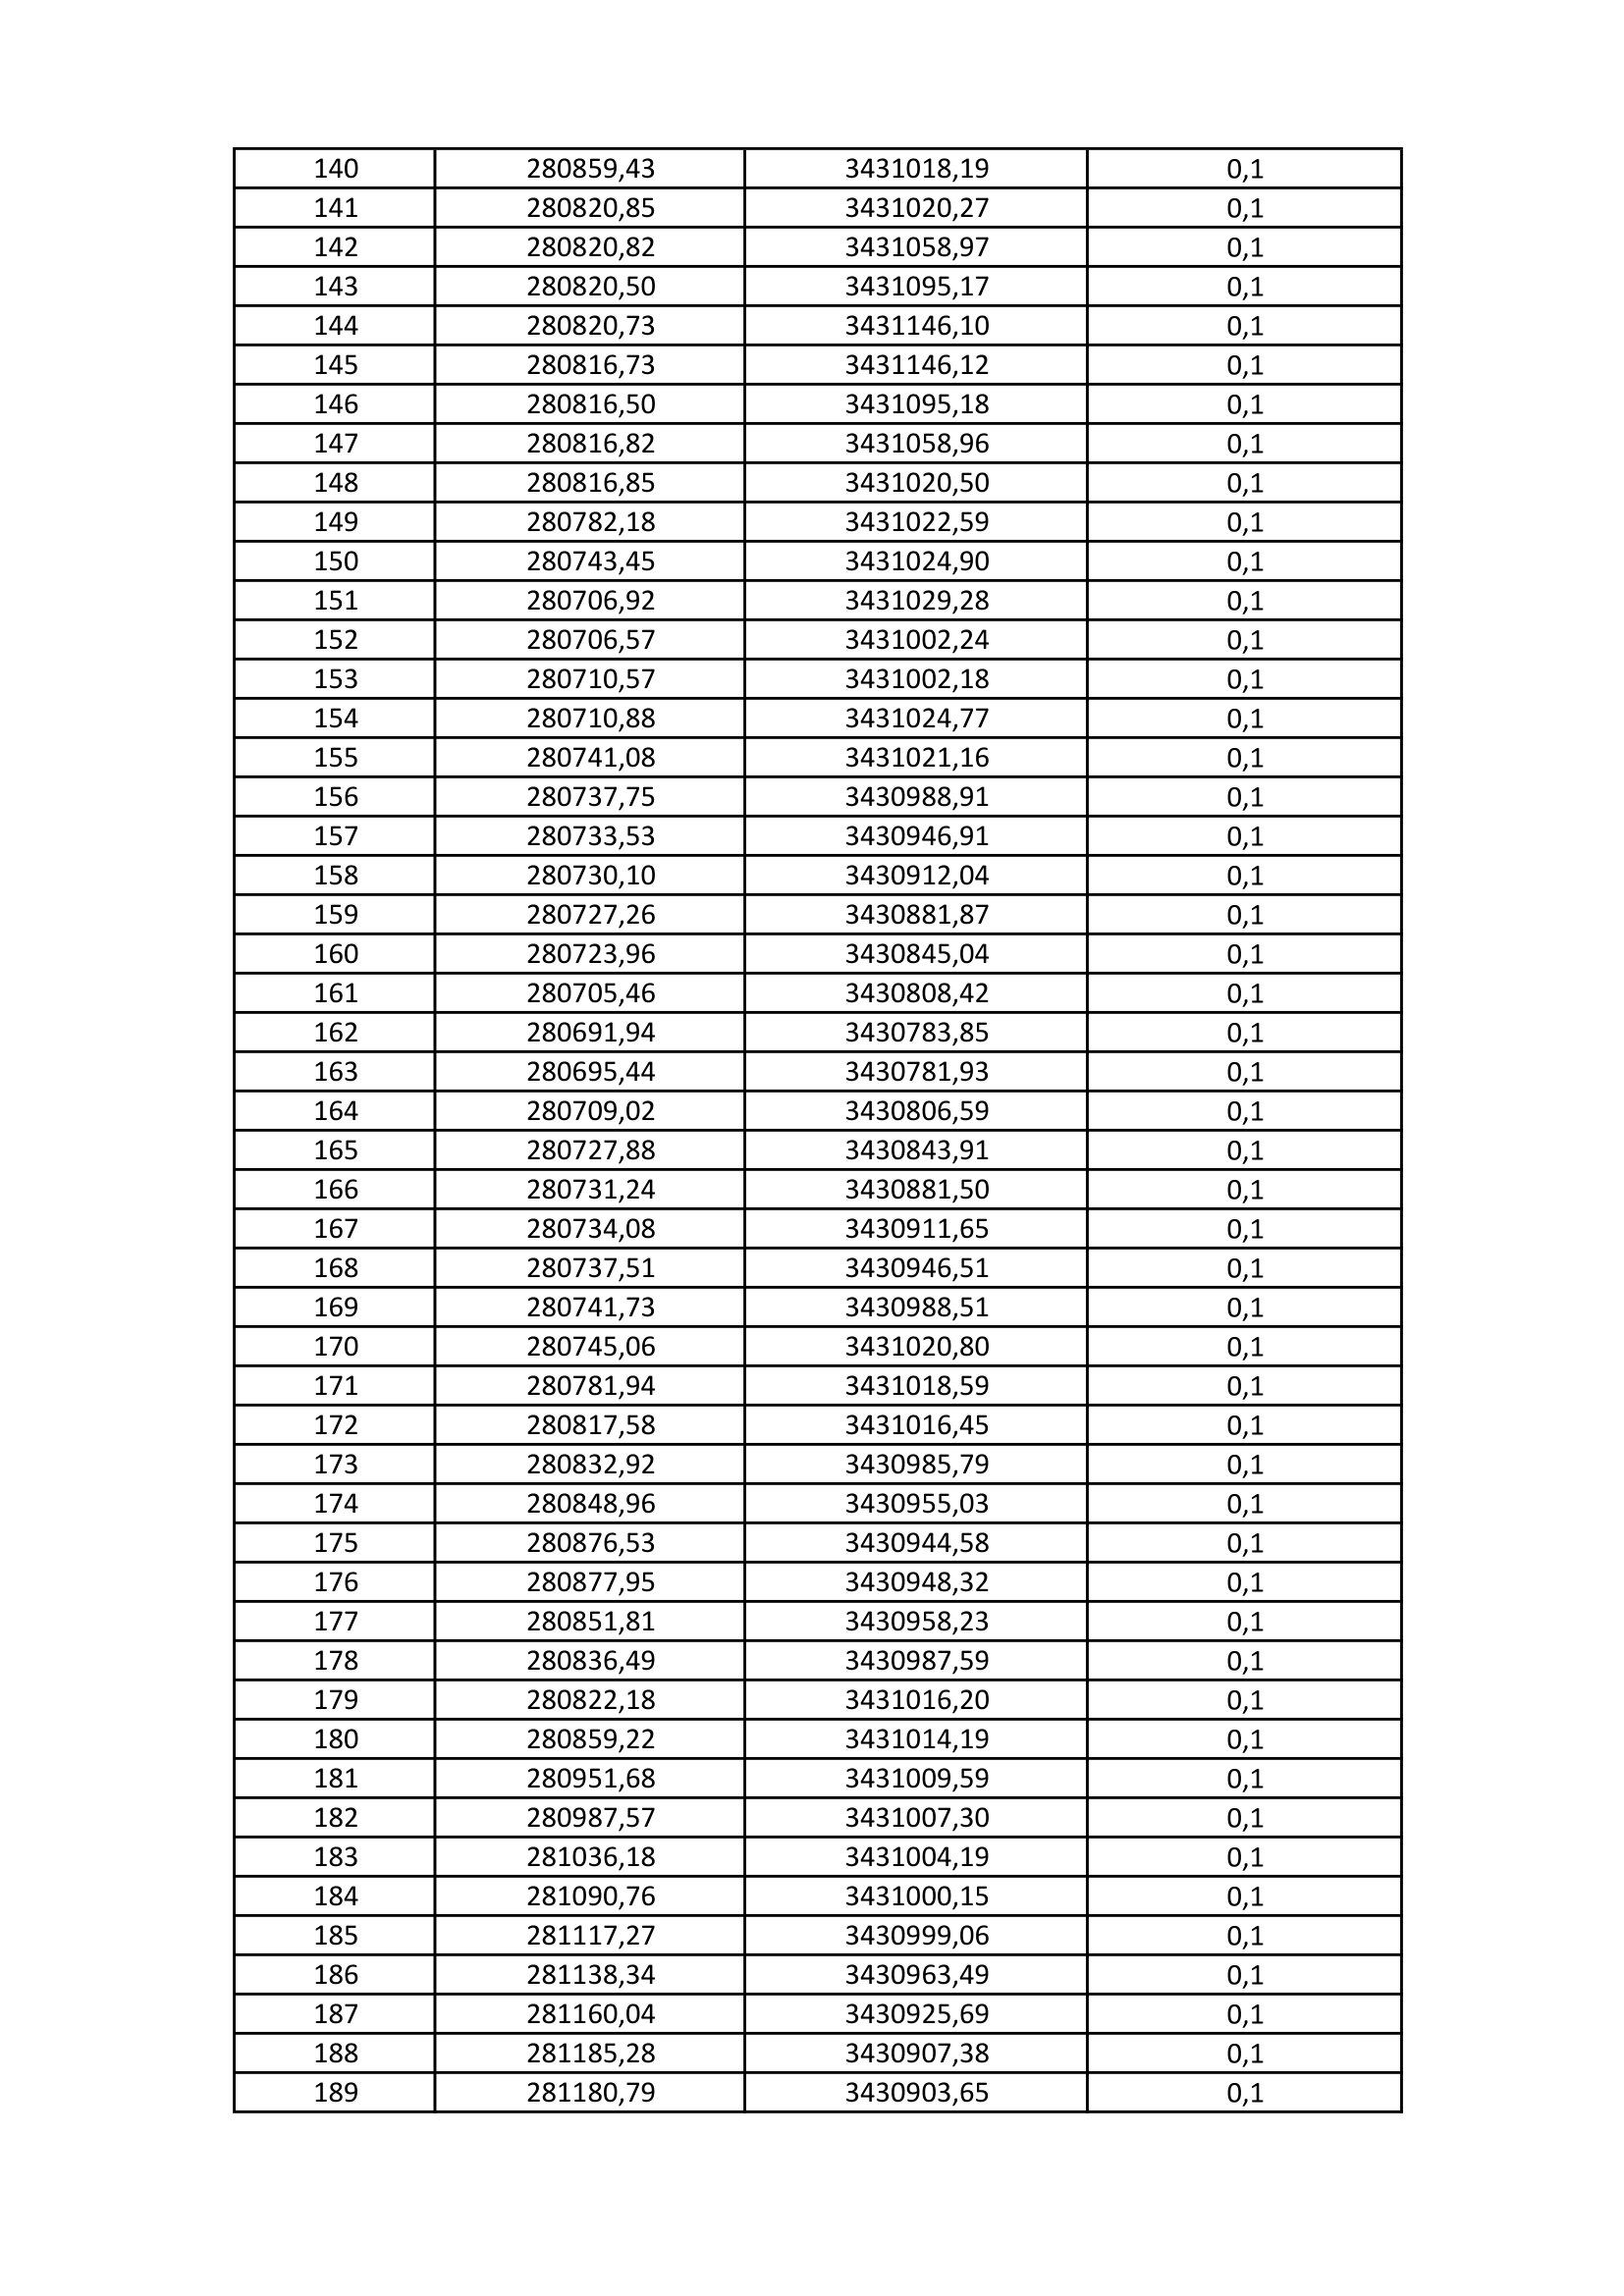 140 280859,43 3431018,19 0,1
141 280820,85 3431020,27 0,1
142 280820,82 3431058,97 0,1
143 280820,50 3431095,17 0,1
144 280820,73 3431146,10 0,1
145 280816,73 3431146,12 0,1
146 280816,50 3431095,18 0,1
147 280816,82 3431058,96 0,1
148 280816,85 3431020,50 0,1
149 280782,18 3431022,59 0,1
150 280743,45 3431024,90 0,1
151 280706,92 3431029,28 0,1
152 280706,57 3431002,24 0,1
153 280710,57 3431002,18 0,1
154 280710,88 3431024,77 0,1
155 280741,08 3431021,16 0,1
156 280737,75 3430988,91 0,1
157 280733,53 3430946,91 0,1
158 280730,10 3430912,04 0,1
159 280727,26 3430881,87 0,1
160 280723,96 3430845,04 0,1
161 280705,46 3430808,42 0,1
162 280691,94 3430783,85 0,1
163 280695,44 3430781,93 0,1
164 280709,02 3430806,59 0,1
165 280727,88 3430843,91 0,1
166 280731,24 3430881,50 0,1
167 280734,08 3430911,65 0,1
168 280737,51 3430946,51 0,1
169 280741,73 3430988,51 0,1
170 280745,06 3431020,80 0,1
171 280781,94 3431018,59 0,1
172 280817,58 3431016,45 0,1
173 280832,92 3430985,79 0,1
174 280848,96 3430955,03 0,1
175 280876,53 3430944,58 0,1
176 280877,95 3430948,32 0,1
177 280851,81 3430958,23 0,1
178 280836,49 3430987,59 0,1
179 280822,18 3431016,20 0,1
180 280859,22 3431014,19 0,1
181 280951,68 3431009,59 0,1
182 280987,57 3431007,30 0,1
183 281036,18 3431004,19 0,1
184 281090,76 3431000,15 0,1
185 281117,27 3430999,06 0,1
186 281138,34 3430963,49 0,1
187 281160,04 3430925,69 0,1
188 281185,28 3430907,38 0,1
189 281180,79 3430903,65 0,1